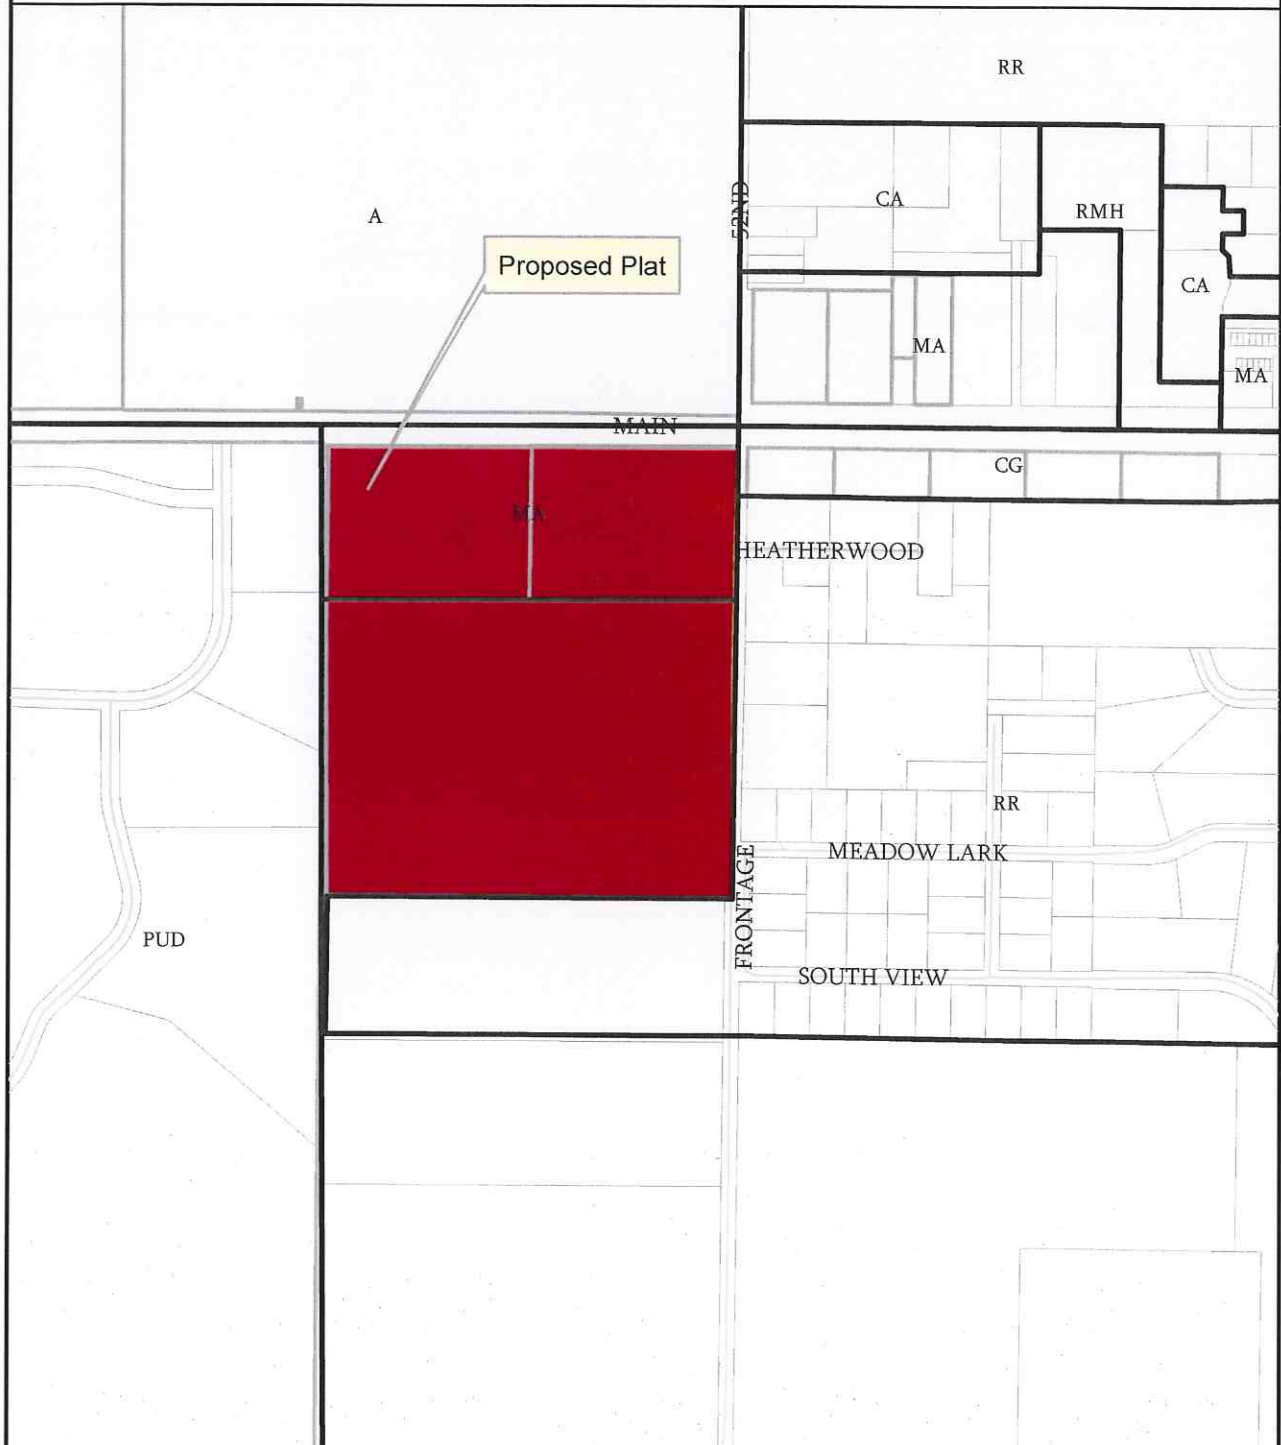 RR
52ND
CA
A
RMH
Proposed Plat
CA
MA
MA
MAIN
CG
MA
HEATHERWOOD
RR
MEADOW LARK
FRONTAGE
PUD
SOUTH VIEW